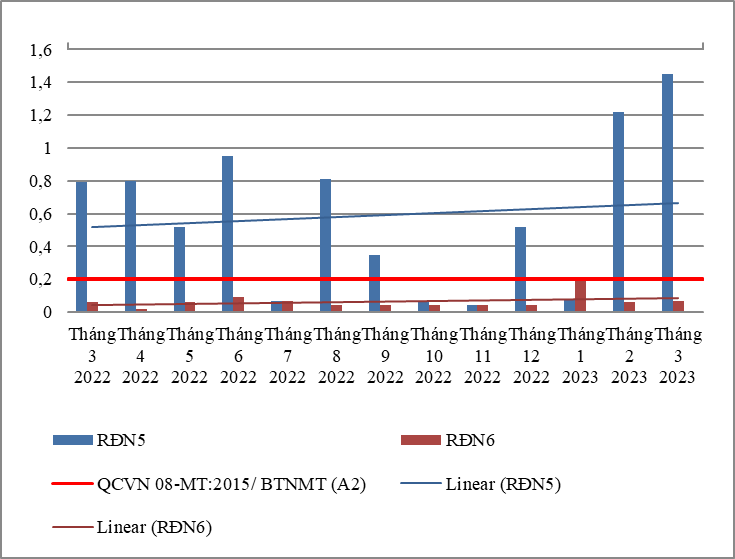 1,6
1,4
1,2
1
0,8
0,6
0,4
0,2
0
Tháng Tháng Tháng Tháng Tháng Tháng Tháng Tháng Tháng Tháng Tháng Tháng Tháng
3 4 5 6 7 8 9 10 11 12 1 2 3
2022 2022 2022 2022 2022 2022 2022 2022 2022 2022 2023 2023 2023
RĐN5 RĐN6
QCVN 08-MT:2015/ BTNMT (A2) Linear (RĐN5)
Linear (RĐN6)